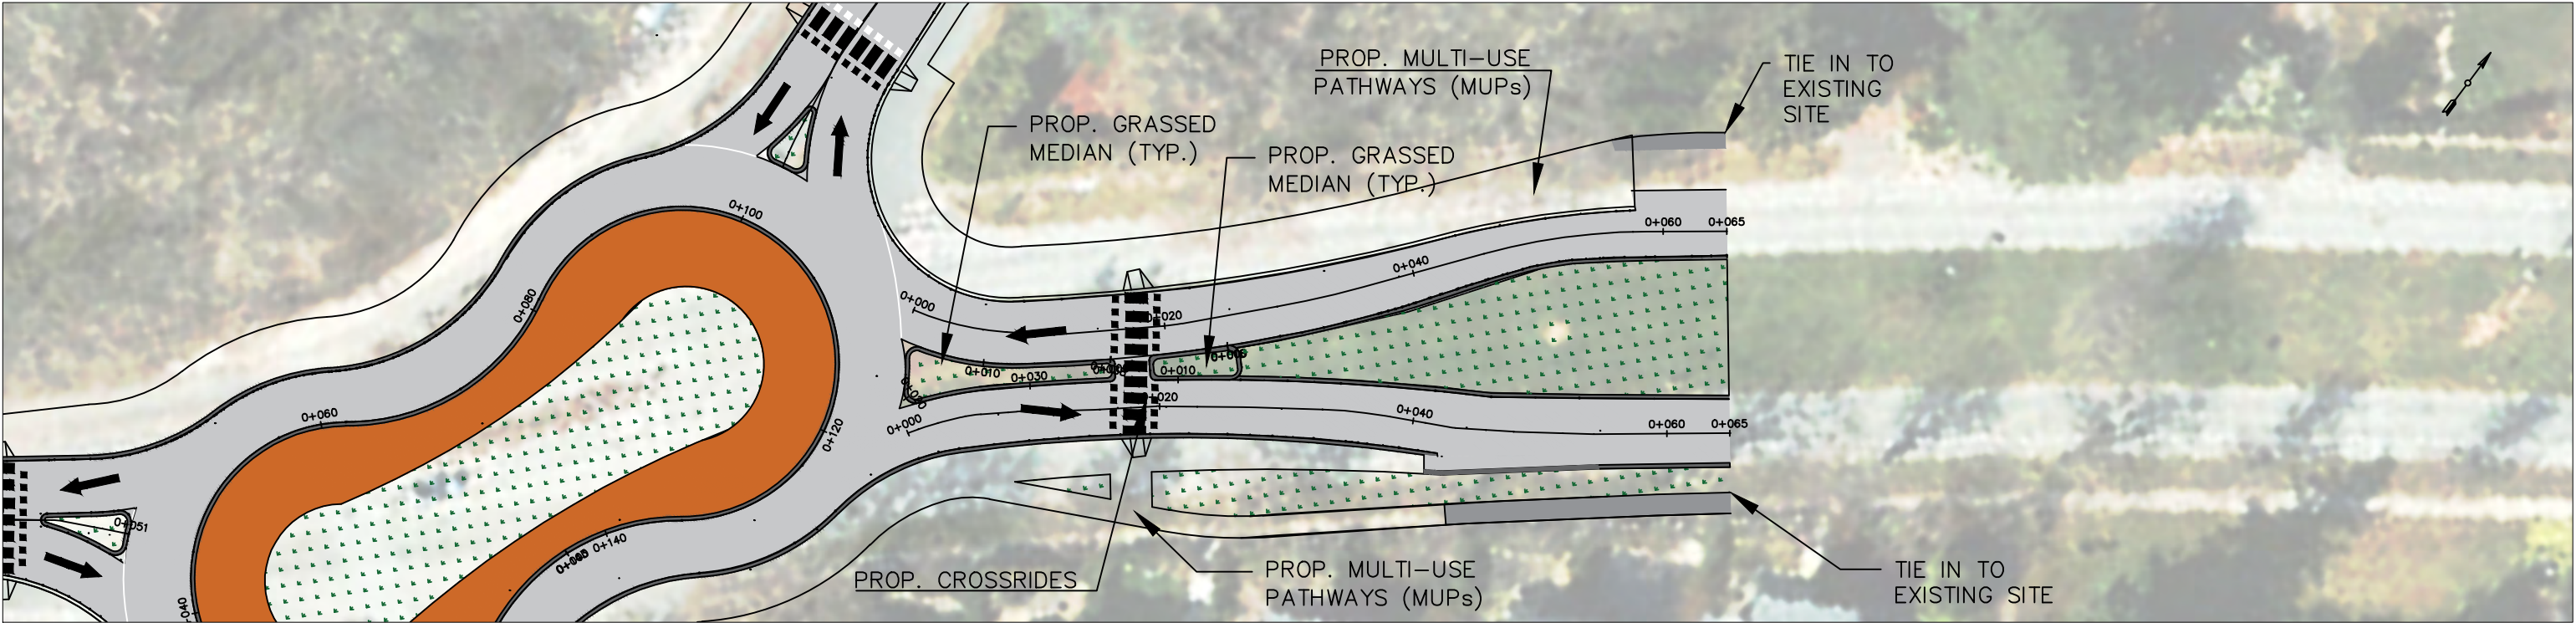 PROP. MULTI-USE
PATHWAYS (MUPs)
TIE IN TO
EXISTING
SITE
PROP. GRASSED
MEDIAN (TYP.)
PROP. GRASSED
MEDIAN (TYP.)
0+100
0+060
0+065
0+040
0+000
0+020
0+080
0+010
0+030
0+010
0+020
0+040
0+060
0+065
0+000
0+060
0+120
0+051
0+140
0+040
PROP. CROSSRIDES
PROP. MULTI-USE
PATHWAYS (MUPs)
TIE IN TO
EXISTING SITE